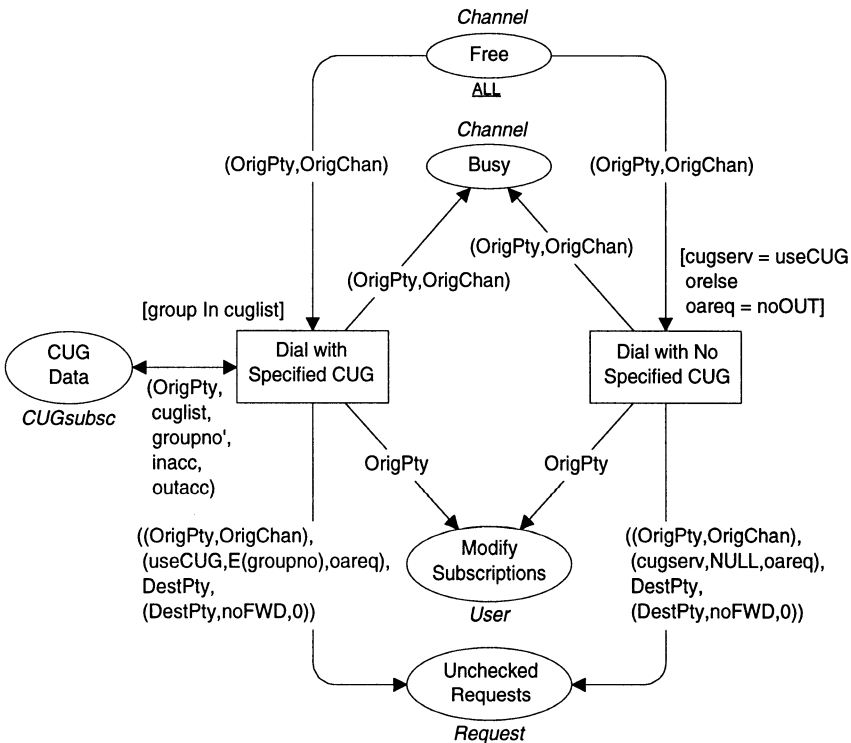 Channel
Free
ALL
Channel
Busy
(OrigPty,OrigChan)
(OrigPty,OrigChan)
(OrigPty,OrigChan)
(OrigPty,OrigChan)
[cugserv = useCUG
orelse
oareq = noOUT]
[group In cuglist]
CUG
Data
CUGsubsc
Dial with
Specified CUG
Dial with No
Specified CUG
(OrigPty,
cuglist,
groupno',
inacc,
outacc)
OrigPty
OrigPty
((OrigPty,OrigChan),
(useCUG,E(groupno),oareq),
DestPty,
(DestPty,noFWD,0))
Modify
Subscriptions
User
((OrigPty,OrigChan),
(cugserv,NULL,oareq),
DestPty,
(DestPty,noFWD,0))
Unchecked
Requests
Request